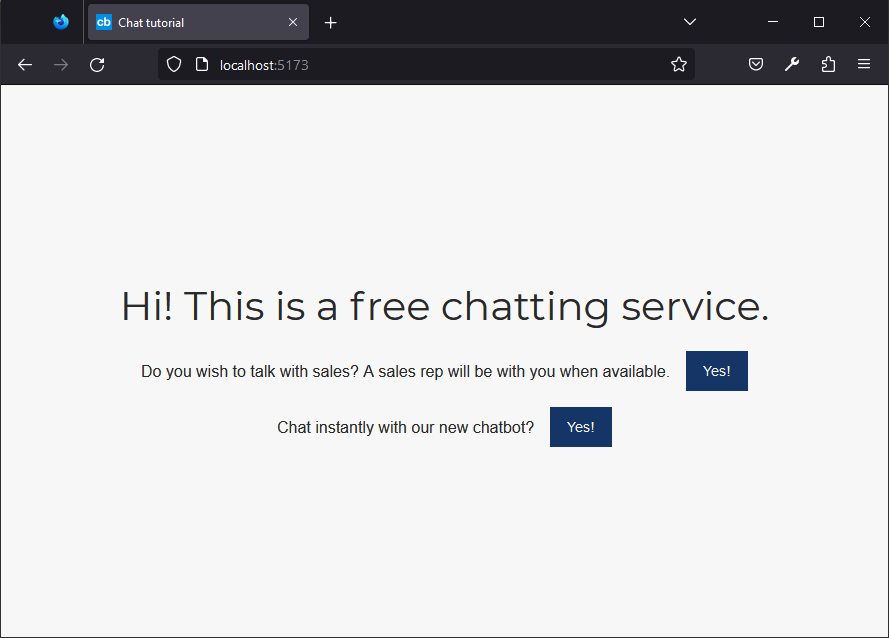 cb Chat tutorial
localhost:5173
Hi! This is a free chatting service.
Do you wish to talk with sales? A sales rep will be with you when available. Yes!
Chat instantly with our new chatbot? Yes!